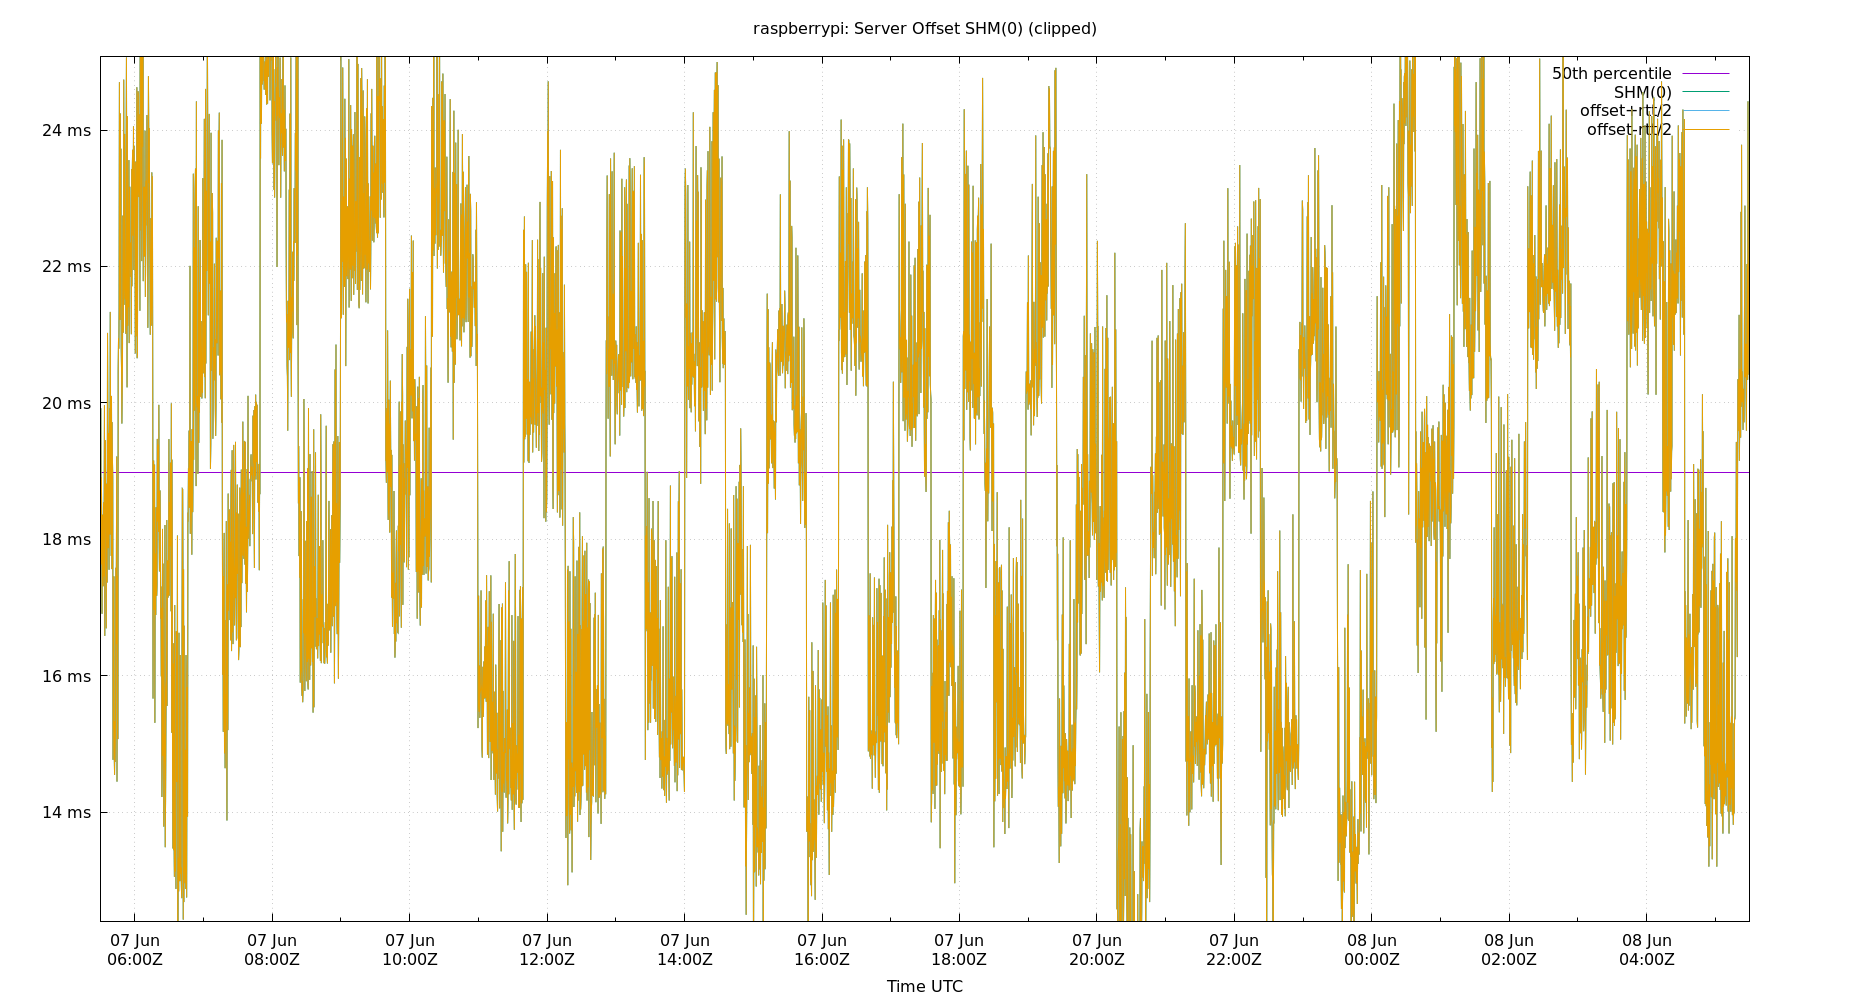 raspberrypi: Server Offset SHM(0) (clipped)
50th percentile
SHM(0)
offset+rtt/2
offset-rtt/2
24 ms
22 ms
20 ms
18 ms
16 ms
14 ms
07 Jun 07 Jun 07 Jun 07 Jun 07 Jun 07 Jun 07 Jun 07 Jun 07 Jun 08 Jun 08 Jun 08 Jun
06:00Z 08:00Z 10:00Z 12:00Z 14:00Z 16:00Z 18:00Z 20:00Z 22:00Z 00:00Z 02:00Z 04:00Z
Time UTC